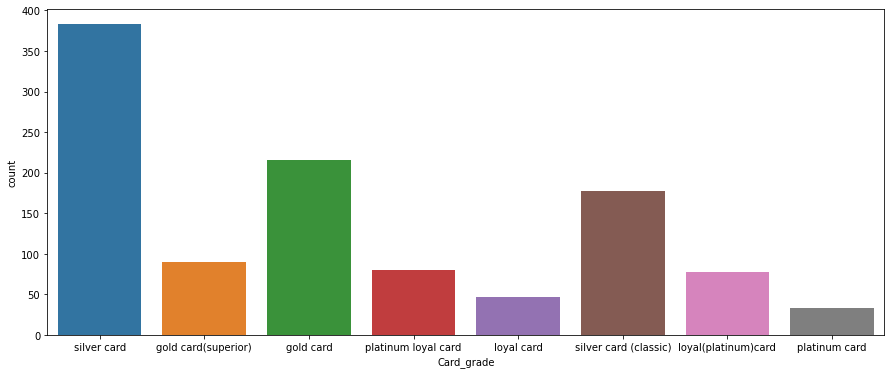 400
350
300
250
200
150
100
50
0
count
silver card
gold card(superior)
gold card
platinum loyal card
loyal card
silver card (classic)
loyal(platinum)card
platinum card
Card_grade